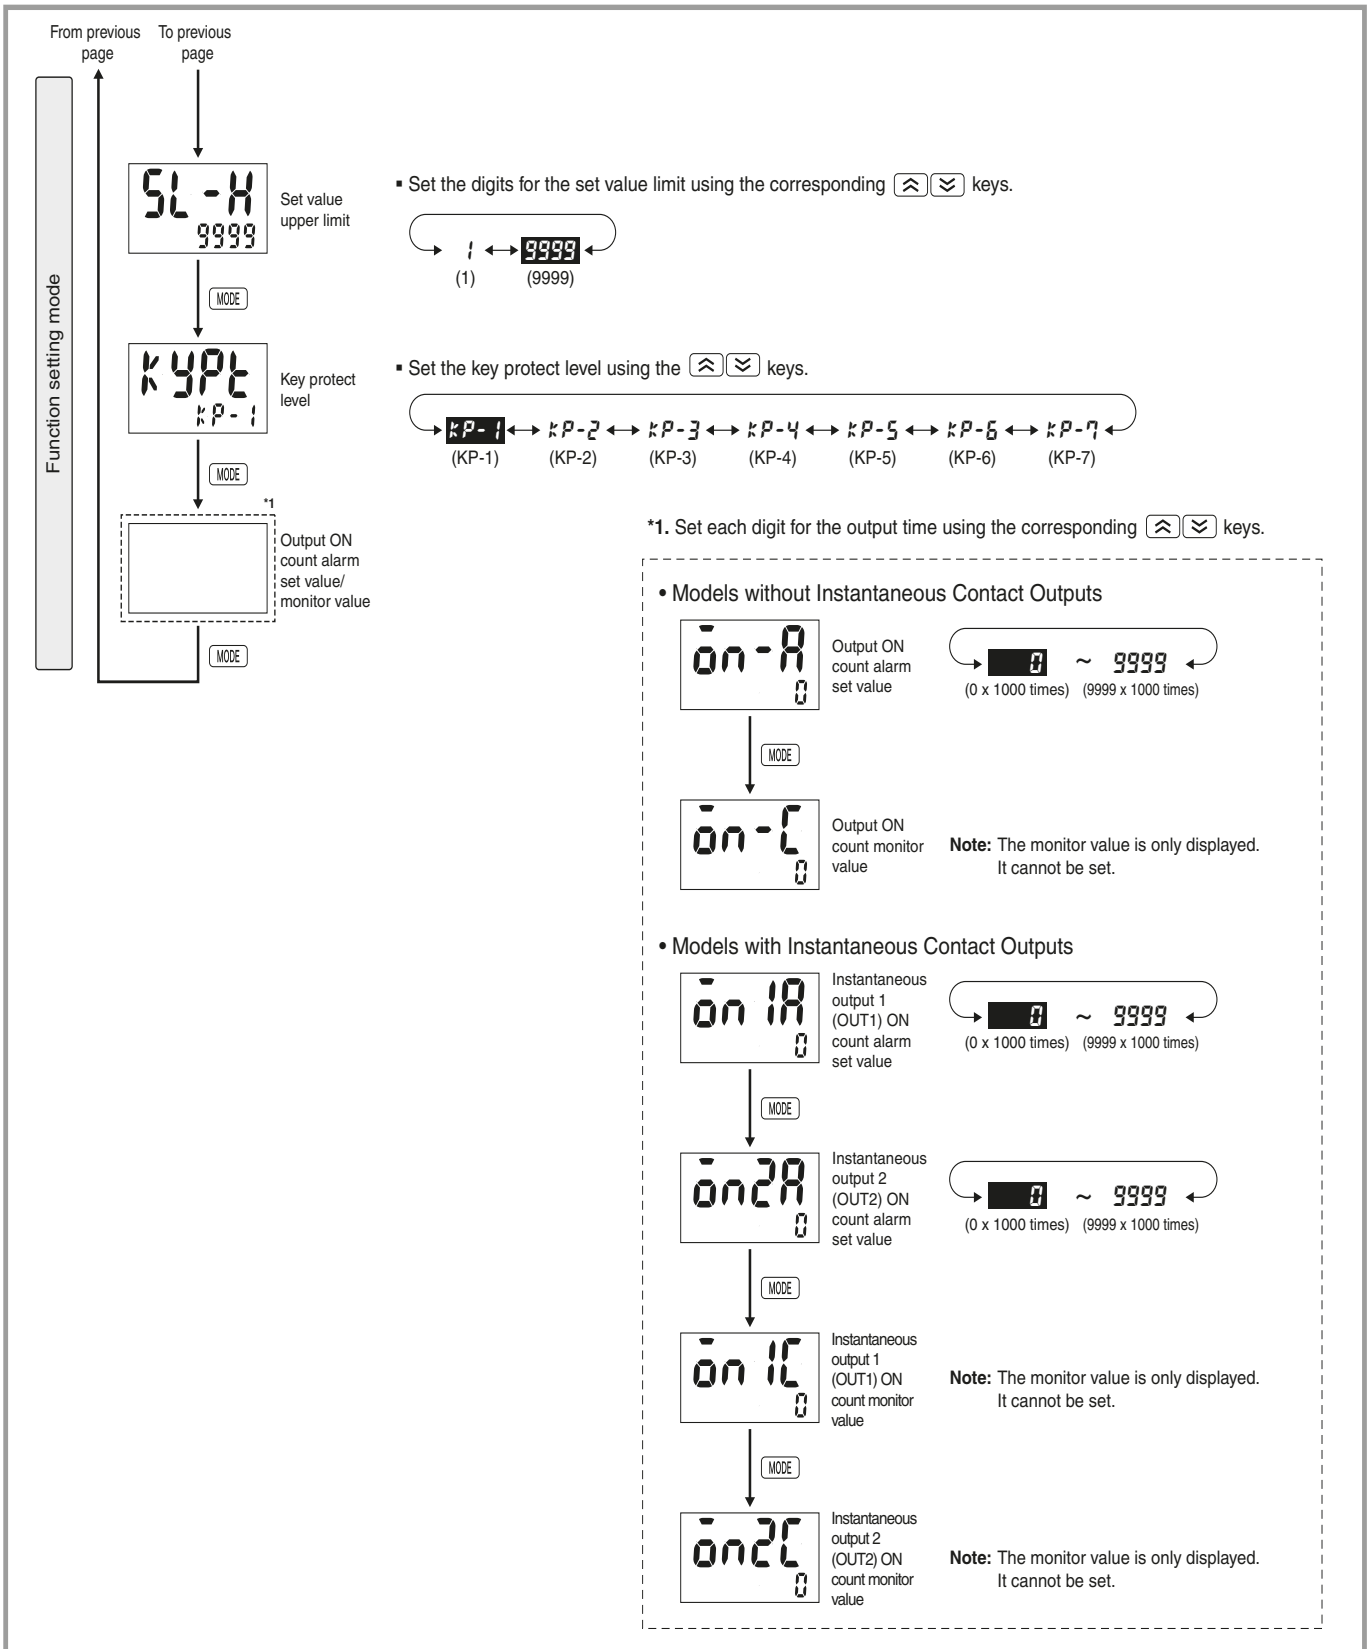 From previous page
To previous page
Function setting mode
SL-H
9999
Set value
upper limit
▪ Set the digits for the set value limit using the corresponding keys.
1 9999
(1) (9999)
MODE
KYPt
KP-1
Key protect
level
▪ Set the key protect level using the keys.
KP-1 KP-2 KP-3 KP-4 KP-5 KP-6 KP-7
(KP-1) (KP-2) (KP-3) (KP-4) (KP-5) (KP-6) (KP-7)
MODE
*1
Output ON
count alarm
set value/
monitor value
MODE
*1. Set each digit for the output time using the corresponding keys.
• Models without Instantaneous Contact Outputs
on-A
0
Output ON
count alarm
set value
0 ~ 9999
(0 x 1000 times) (9999 x 1000 times)
MODE
on-C
0
Output ON
count monitor
value
Note: The monitor value is only displayed.
It cannot be set.
• Models with Instantaneous Contact Outputs
on 1A
0
Instantaneous
output 1
(OUT1) ON
count alarm
set value
0 ~ 9999
(0 x 1000 times) (9999 x 1000 times)
MODE
on2A
0
Instantaneous
output 2
(OUT2) ON
count alarm
set value
0 ~ 9999
(0 x 1000 times) (9999 x 1000 times)
MODE
on 1C
0
Instantaneous
output 1
(OUT1) ON
count monitor
value
Note: The monitor value is only displayed.
It cannot be set.
MODE
on2C
0
Instantaneous
output 2
(OUT2) ON
count monitor
value
Note: The monitor value is only displayed.
It cannot be set.